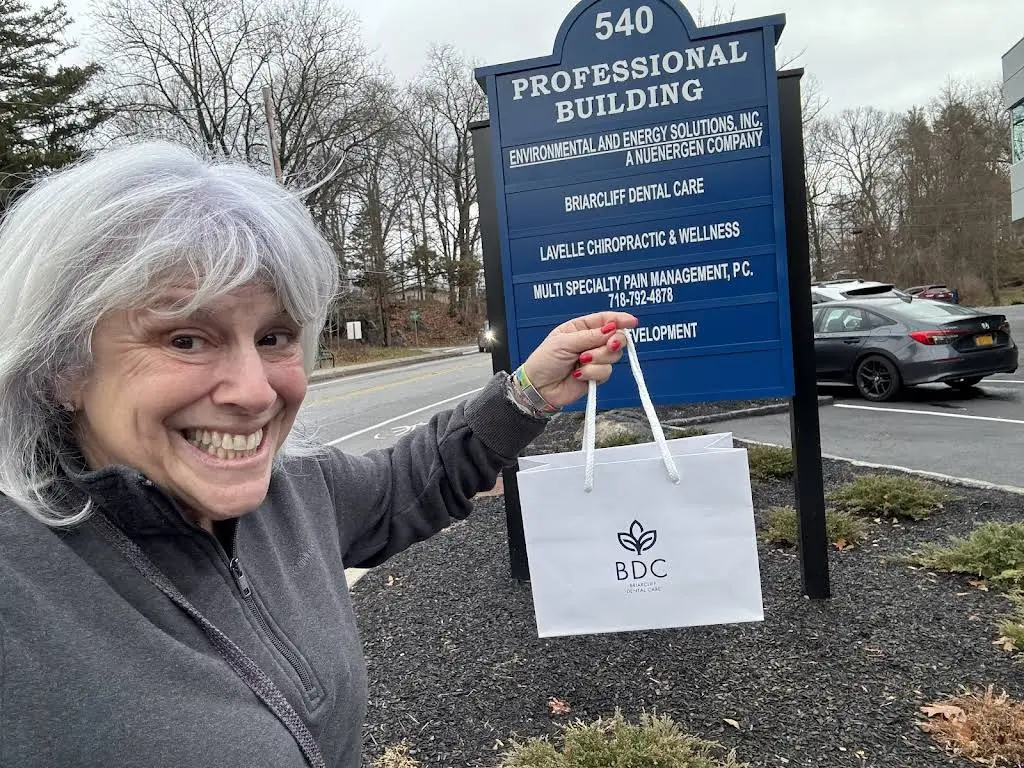 540
PROFESSIONAL
BUILDING
ENVIRONMENTAL AND ENERGY SOLUTIONS, INC.
A NUENERGEN COMPANY
BRIARCLIFF DENTAL CARE
LAVELLE CHIROPRACTIC & WELLNESS
MULTI SPECIALTY PAIN MANAGEMENT, P.C.
718-792-4878
EVELOPMENT
BDC
BRIARCLIFF
DENTAL CARE